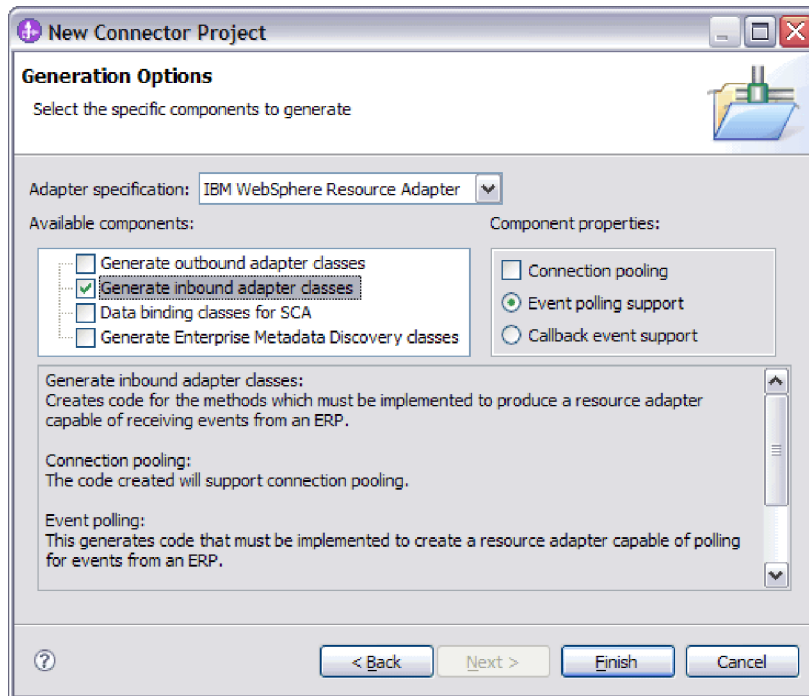 New Connector Project
Generation Options
Select the specific components to generate
Adapter specification: IBM WebSphere Resource Adapter
Available components:
Generate outbound adapter classes
Generate inbound adapter classes
Data binding classes for SCA
Generate Enterprise Metadata Discovery classes
Component properties:
Connection pooling
Event polling support
Callback event support
Generate inbound adapter classes:
Creates code for the methods which must be implemented to produce a resource adapter
capable of receiving events from an ERP.
Connection pooling:
The code created will support connection pooling.
Event polling:
This generates code that must be implemented to create a resource adapter capable of polling
for events from an ERP.
?
< Back
Next >
Finish
Cancel